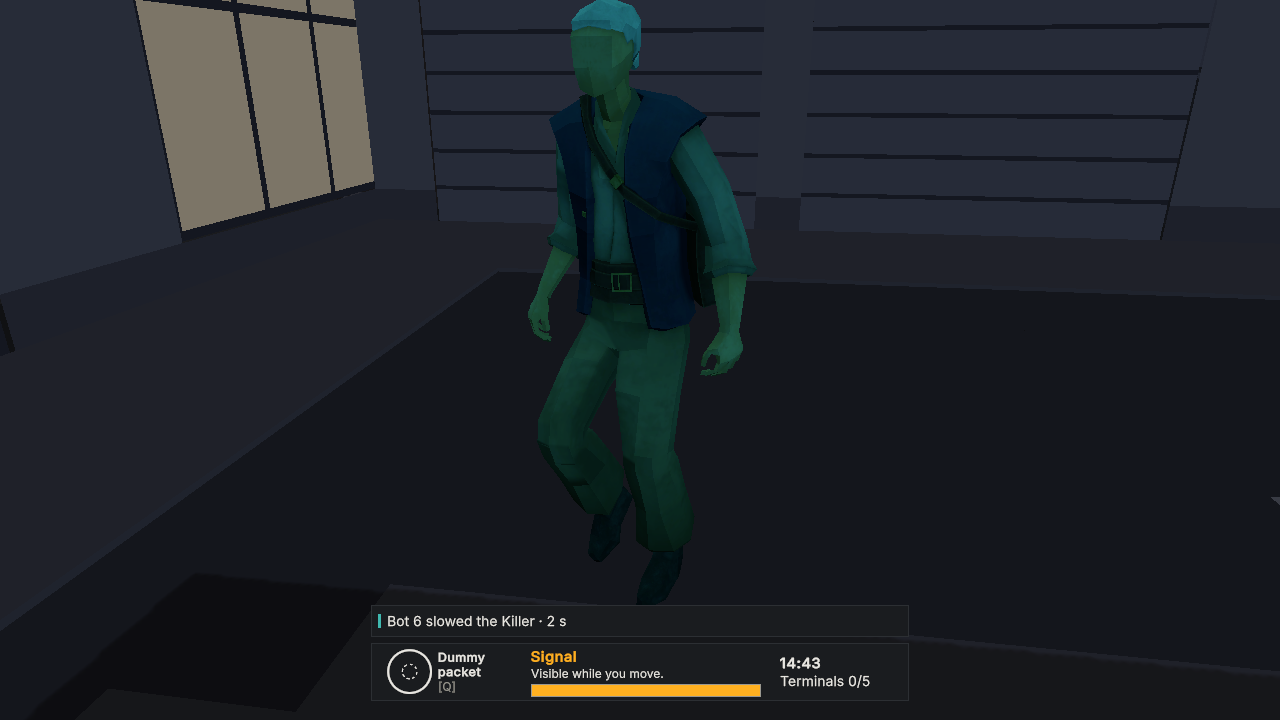 Bot 6 slowed the Killer · 2 s
Dummy
packet
[Q]
Signal
Visible while you move.
14:43
Terminals 0/5